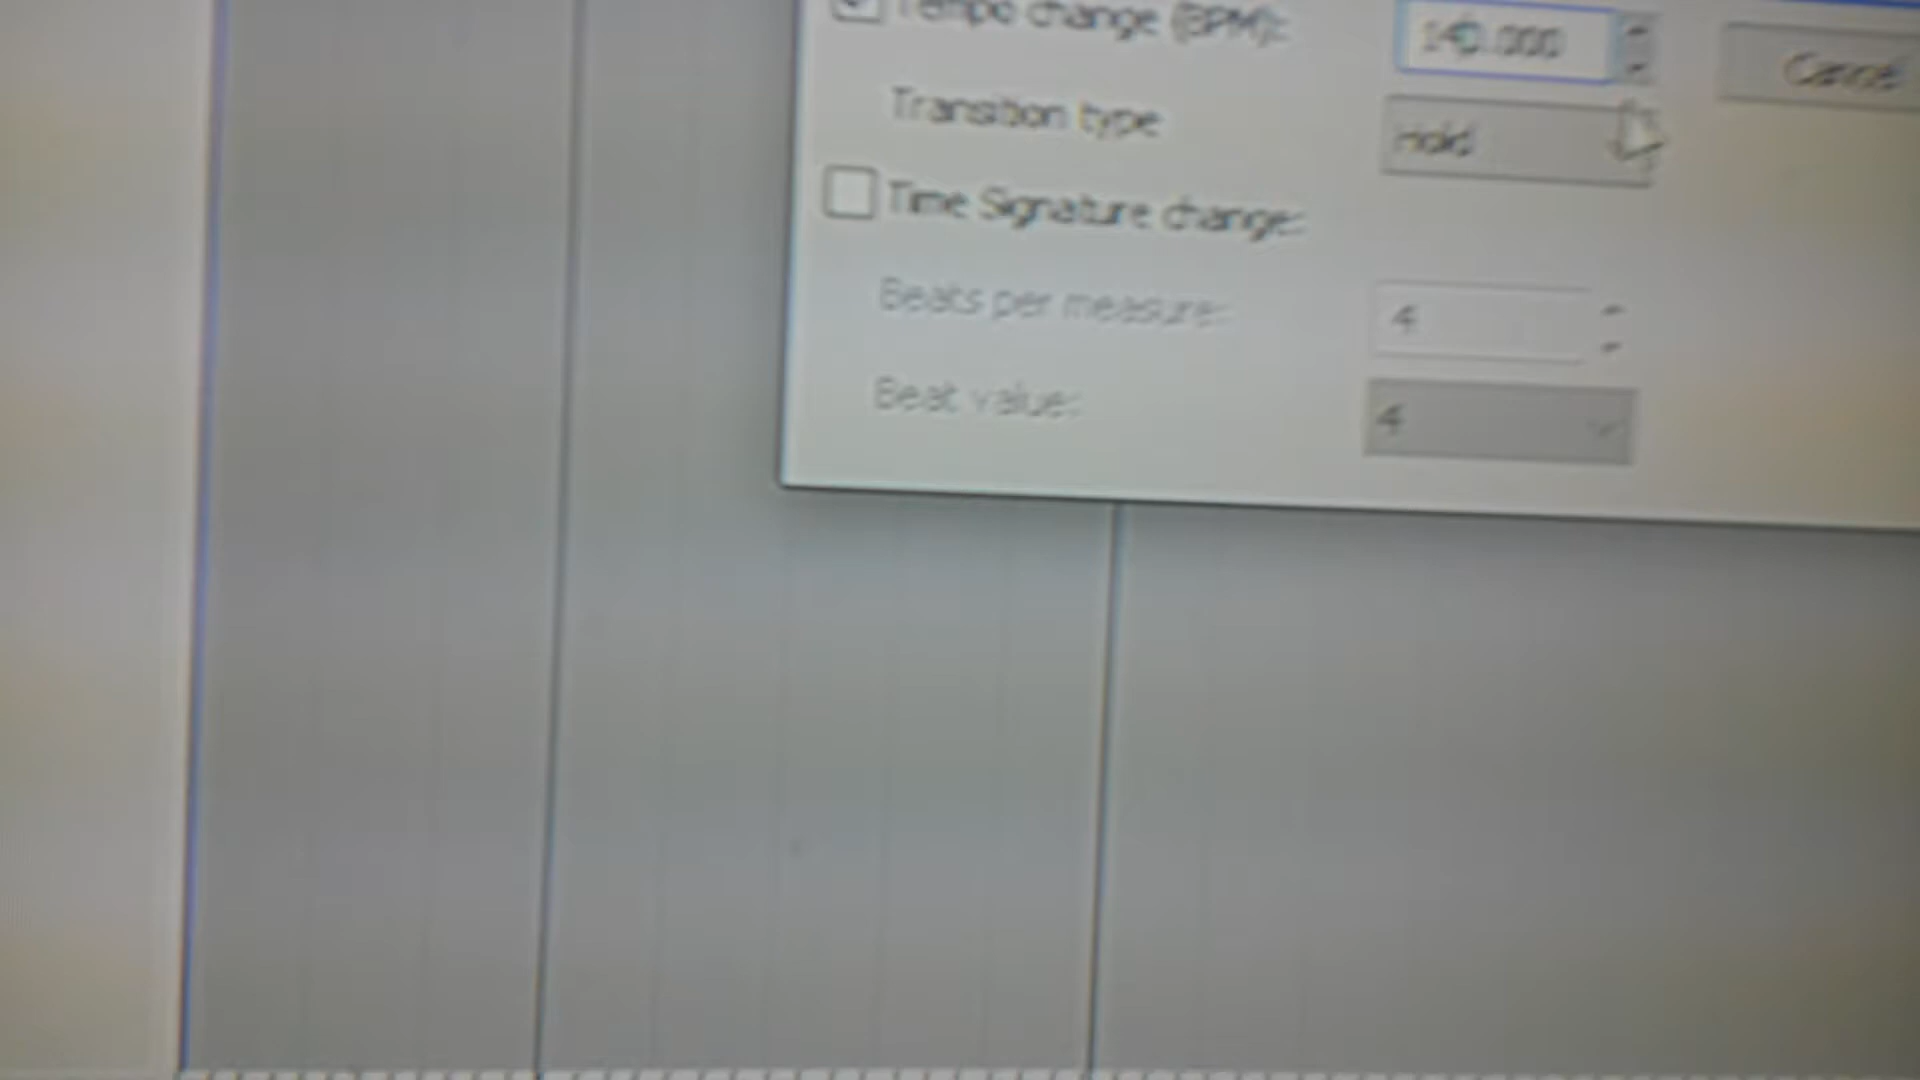 Tempo change (BPM): 140.000
Cancel
Transition type Hold
Time Signature change:
Beats per measure: 4
Beat value: 4